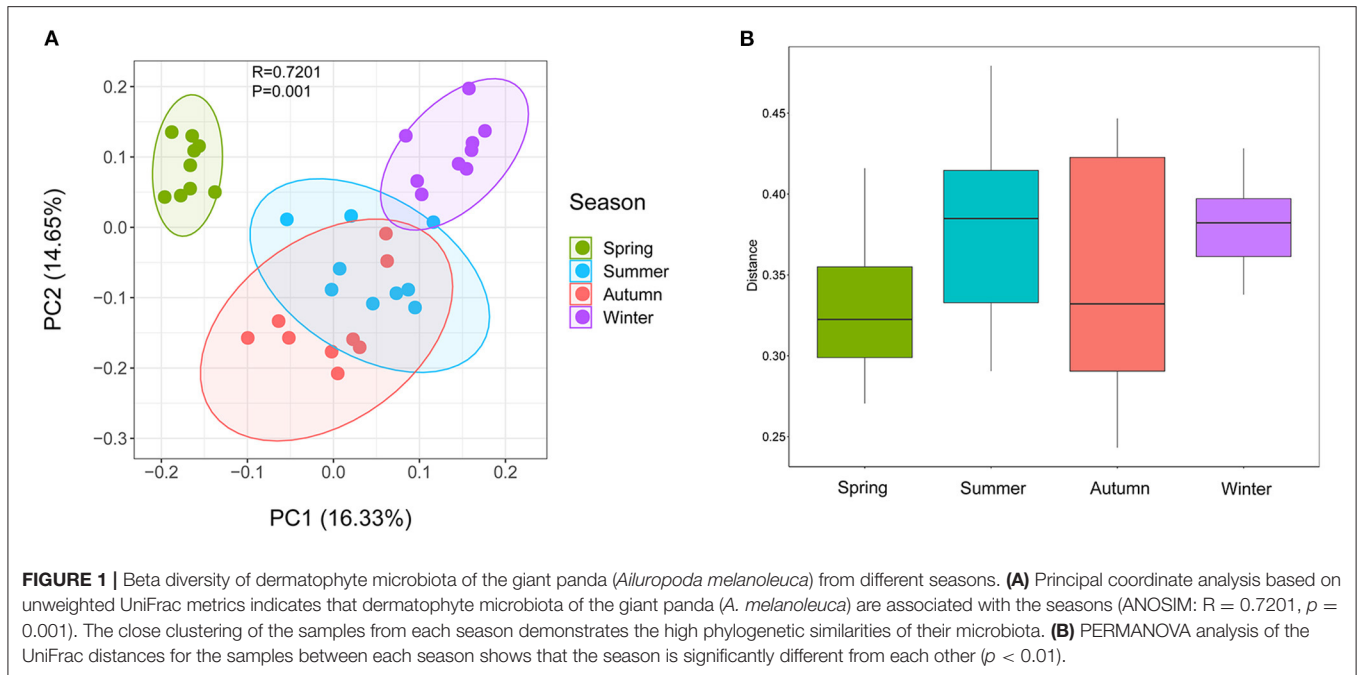 A
R=0.7201
P=0.001
0.2
0.1
0.0
−0.1
−0.2
−0.3
PC2 (14.65%)
−0.2
−0.1
0.0
0.1
0.2
PC1 (16.33%)
Season
Spring
Summer
Autumn
Winter
B
0.45
0.40
0.35
0.30
0.25
Distance
Spring
Summer
Autumn
Winter
FIGURE 1 | Beta diversity of dermatophyte microbiota of the giant panda (Ailuropoda melanoleuca) from different seasons. (A) Principal coordinate analysis based on
unweighted UniFrac metrics indicates that dermatophyte microbiota of the giant panda (A. melanoleuca) are associated with the seasons (ANOSIM: R = 0.7201, p =
0.001). The close clustering of the samples from each season demonstrates the high phylogenetic similarities of their microbiota. (B) PERMANOVA analysis of the
UniFrac distances for the samples between each season shows that the season is significantly different from each other (p < 0.01).